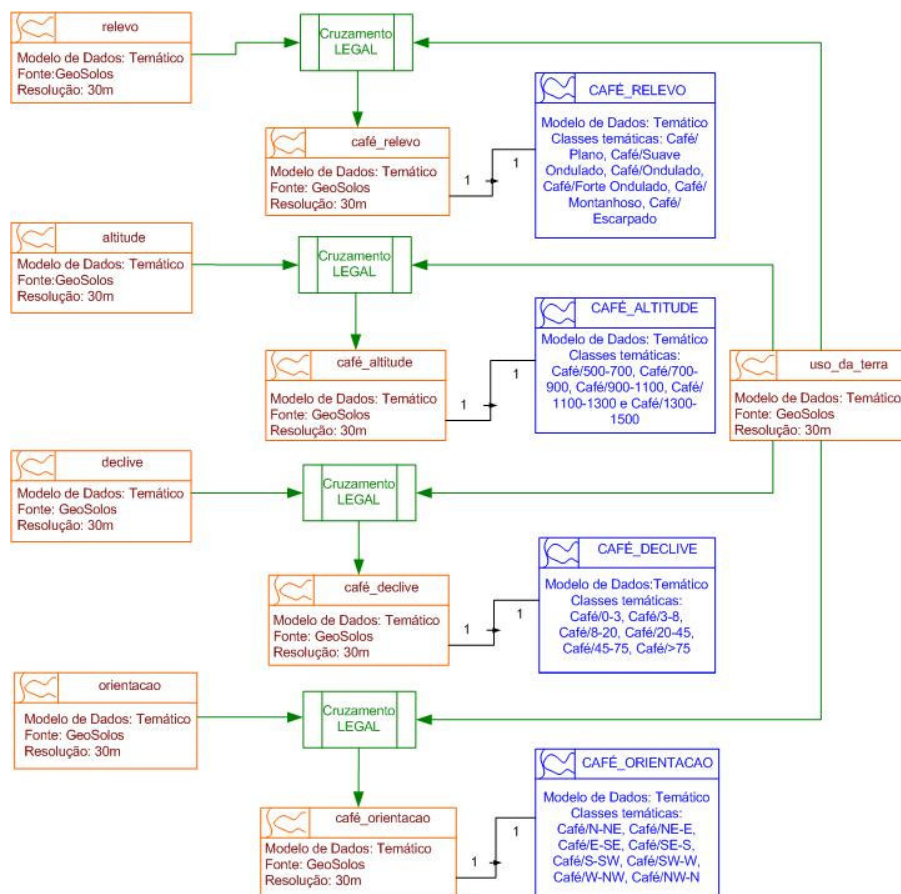 relevo
Modelo de Dados: Temático
Fonte:GeoSolos
Resolução: 30m
Cruzamento
LEGAL
CAFÉ_RELEVO
Modelo de Dados: Temático
Classes temáticas: Café/
Plano, Café/Suave
Ondulado, Café/Ondulado,
Café/Forte Ondulado, Café/
Montanhoso, Café/
Escarpado
café_relevo
Modelo de Dados: Temático
Fonte: GeoSolos
Resolução: 30m
1
1
altitude
Modelo de Dados: Temático
Fonte:GeoSolos
Resolução: 30m
Cruzamento
LEGAL
CAFÉ_ALTITUDE
Modelo de Dados: Temático
Classes temáticas:
Café/500-700, Café/700-
900, Café/900-1100, Café/
1100-1300 e Café/1300-
1500
café_altitude
Modelo de Dados: Temático
Fonte: GeoSolos
Resolução: 30m
1
1
uso_da_terra
Modelo de Dados: Temático
Fonte: GeoSolos
Resolução: 30m
declive
Modelo de Dados: Temático
Fonte: GeoSolos
Resolução: 30m
Cruzamento
LEGAL
CAFÉ_DECLIVE
Modelo de Dados:Temático
Classes temáticas:
Café/0-3, Café/3-8,
Café/8-20, Café/20-45,
Café/45-75, Café/>75
café_declive
Modelo de Dados: Temático
Fonte: GeoSolos
Resolução: 30m
1
1
orientacao
Modelo de Dados: Temático
Fonte: GeoSolos
Resolução: 30m
Cruzamento
LEGAL
CAFÉ_ORIENTACAO
Modelo de Dados: Temático
Classes temáticas:
Café/N-NE, Café/NE-E,
Café/E-SE, Café/SE-S,
Café/S-SW, Café/SW-W,
Café/W-NW, Café/NW-N
café_orientacao
Modelo de Dados: Temático
Fonte: GeoSolos
Resolução: 30m
1
1